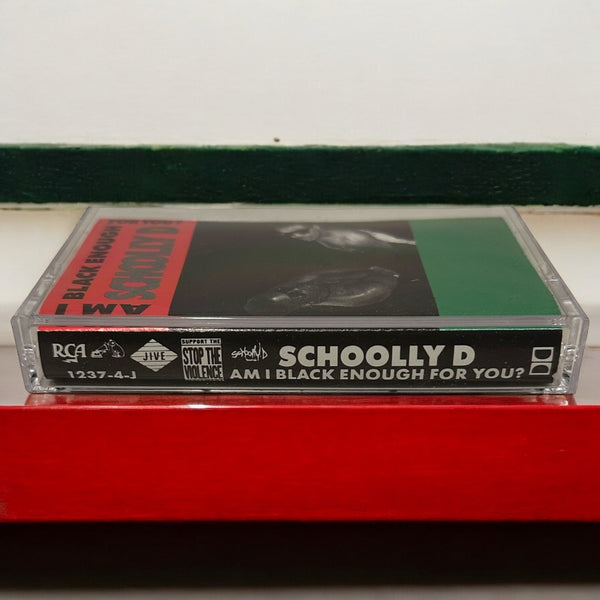 BLACK ENOUGH FOR YOU?
SCHOOLLY D
AM I
RCA
JIVE
1237-4-J
SUPPORT THE
STOP THE
VIOLENCE
SCHOOLLY D
SCHOOLLY D
AM I BLACK ENOUGH FOR YOU?